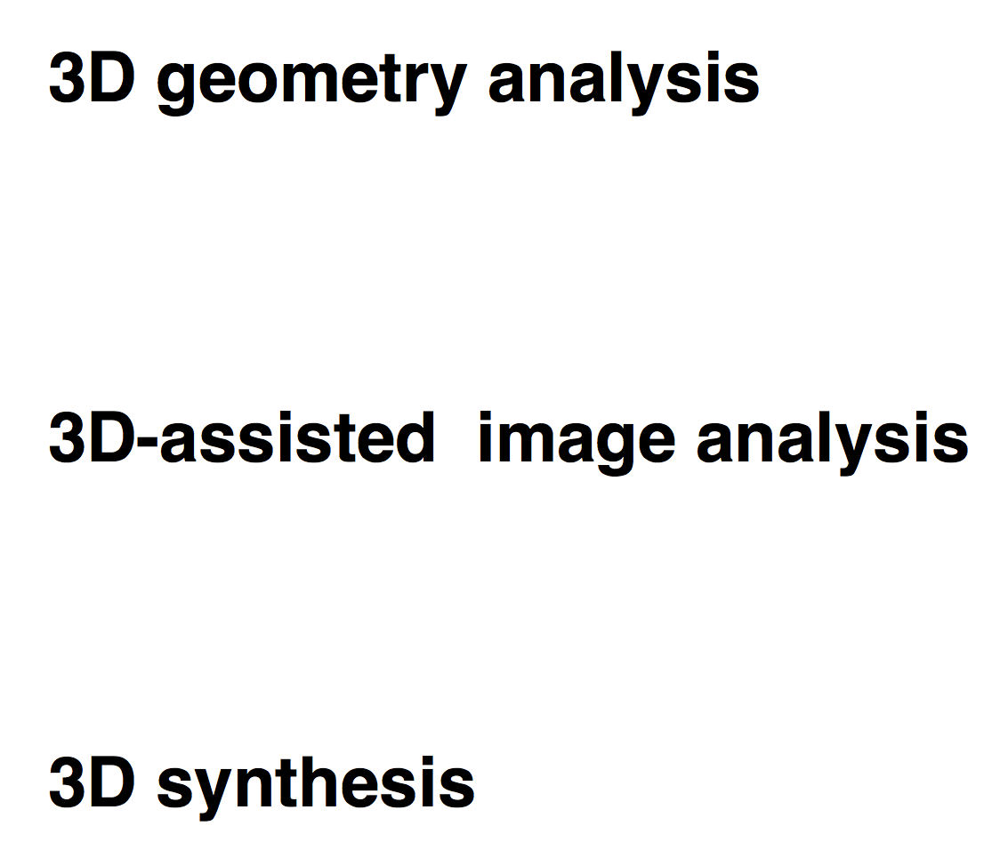 3D geometry analysis
3D-assisted  image analysis
3D synthesis